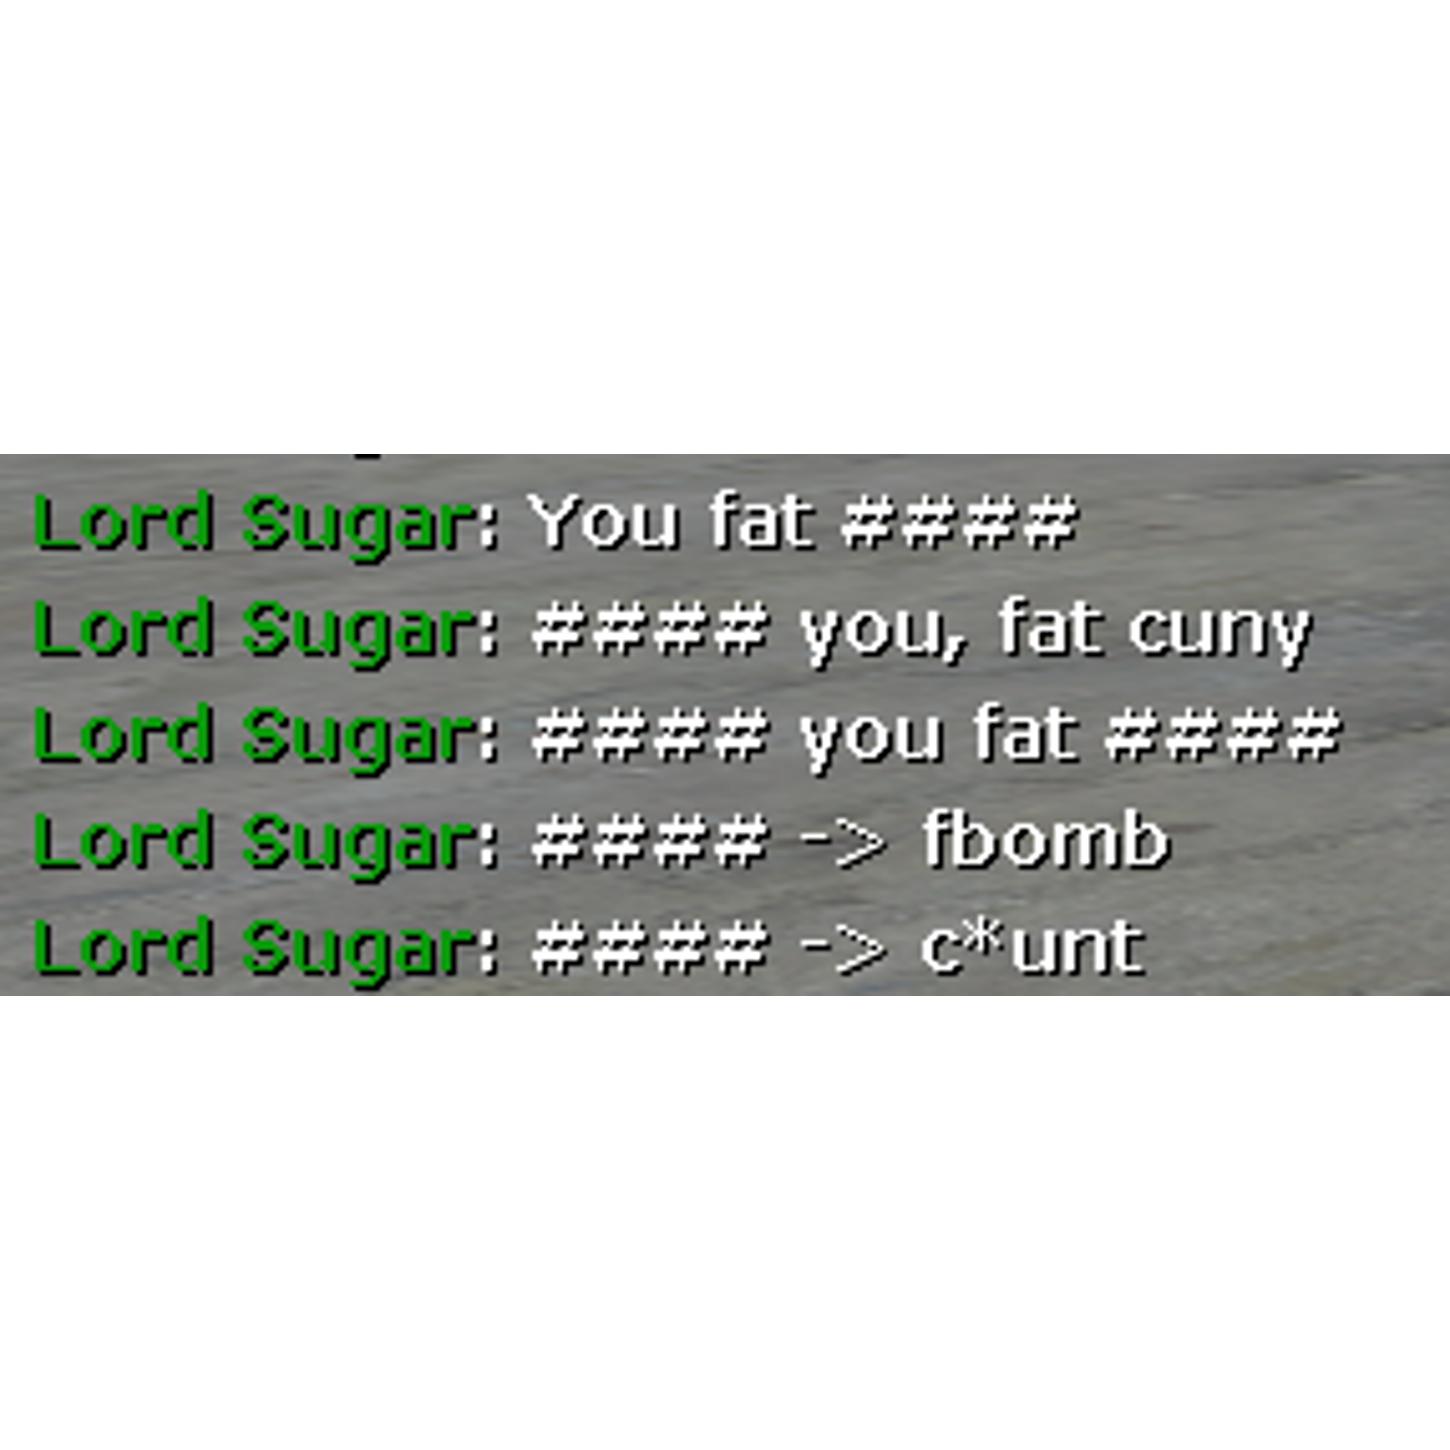 Lord Sugar: You fat ####
Lord Sugar: #### you, fat cuny
Lord Sugar: #### you fat ####
Lord Sugar: #### -> fbomb
Lord Sugar: #### -> c*unt